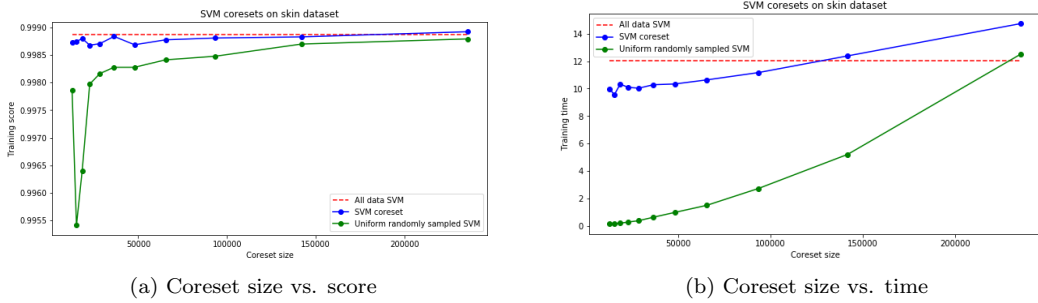 SVM coresets on skin dataset
0.9990
0.9985
0.9980
0.9975
0.9970
0.9965
0.9960
0.9955
Training score
All data SVM
SVM coreset
Uniform randomly sampled SVM
50000 100000 150000 200000
Coreset size
(a) Coreset size vs. score
SVM coresets on skin dataset
14
12
10
8
6
4
2
0
Training time
All data SVM
SVM coreset
Uniform randomly sampled SVM
50000 100000 150000 200000
Coreset size
(b) Coreset size vs. time